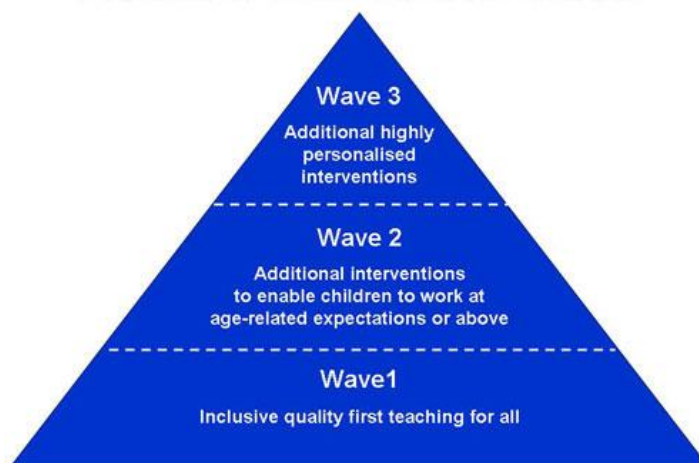 Wave 3
Additional highly
personalised
interventions
Wave 2
Additional interventions
to enable children to work at
age-related expectations or above
Wave1
Inclusive quality first teaching for all